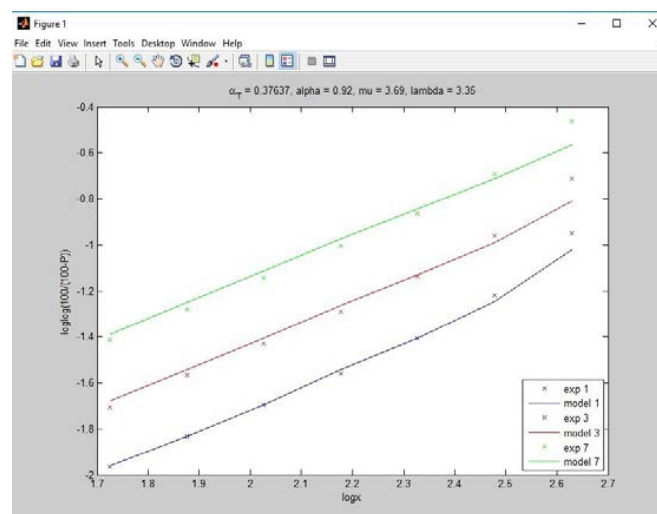 Figure 1
File Edit View Insert Tools Desktop Window Help
α_T = 0.37637, alpha = 0.92, mu = 3.69, lambda = 3.35
-0.4
-0.6
-0.8
-1
-1.2
-1.4
-1.6
-1.8
-2
loglog(100/[100-P])
1.7 1.8 1.9 2 2.1 2.2 2.3 2.4 2.5 2.6 2.7
logx
exp 1
model 1
exp 3
model 3
exp 7
model 7